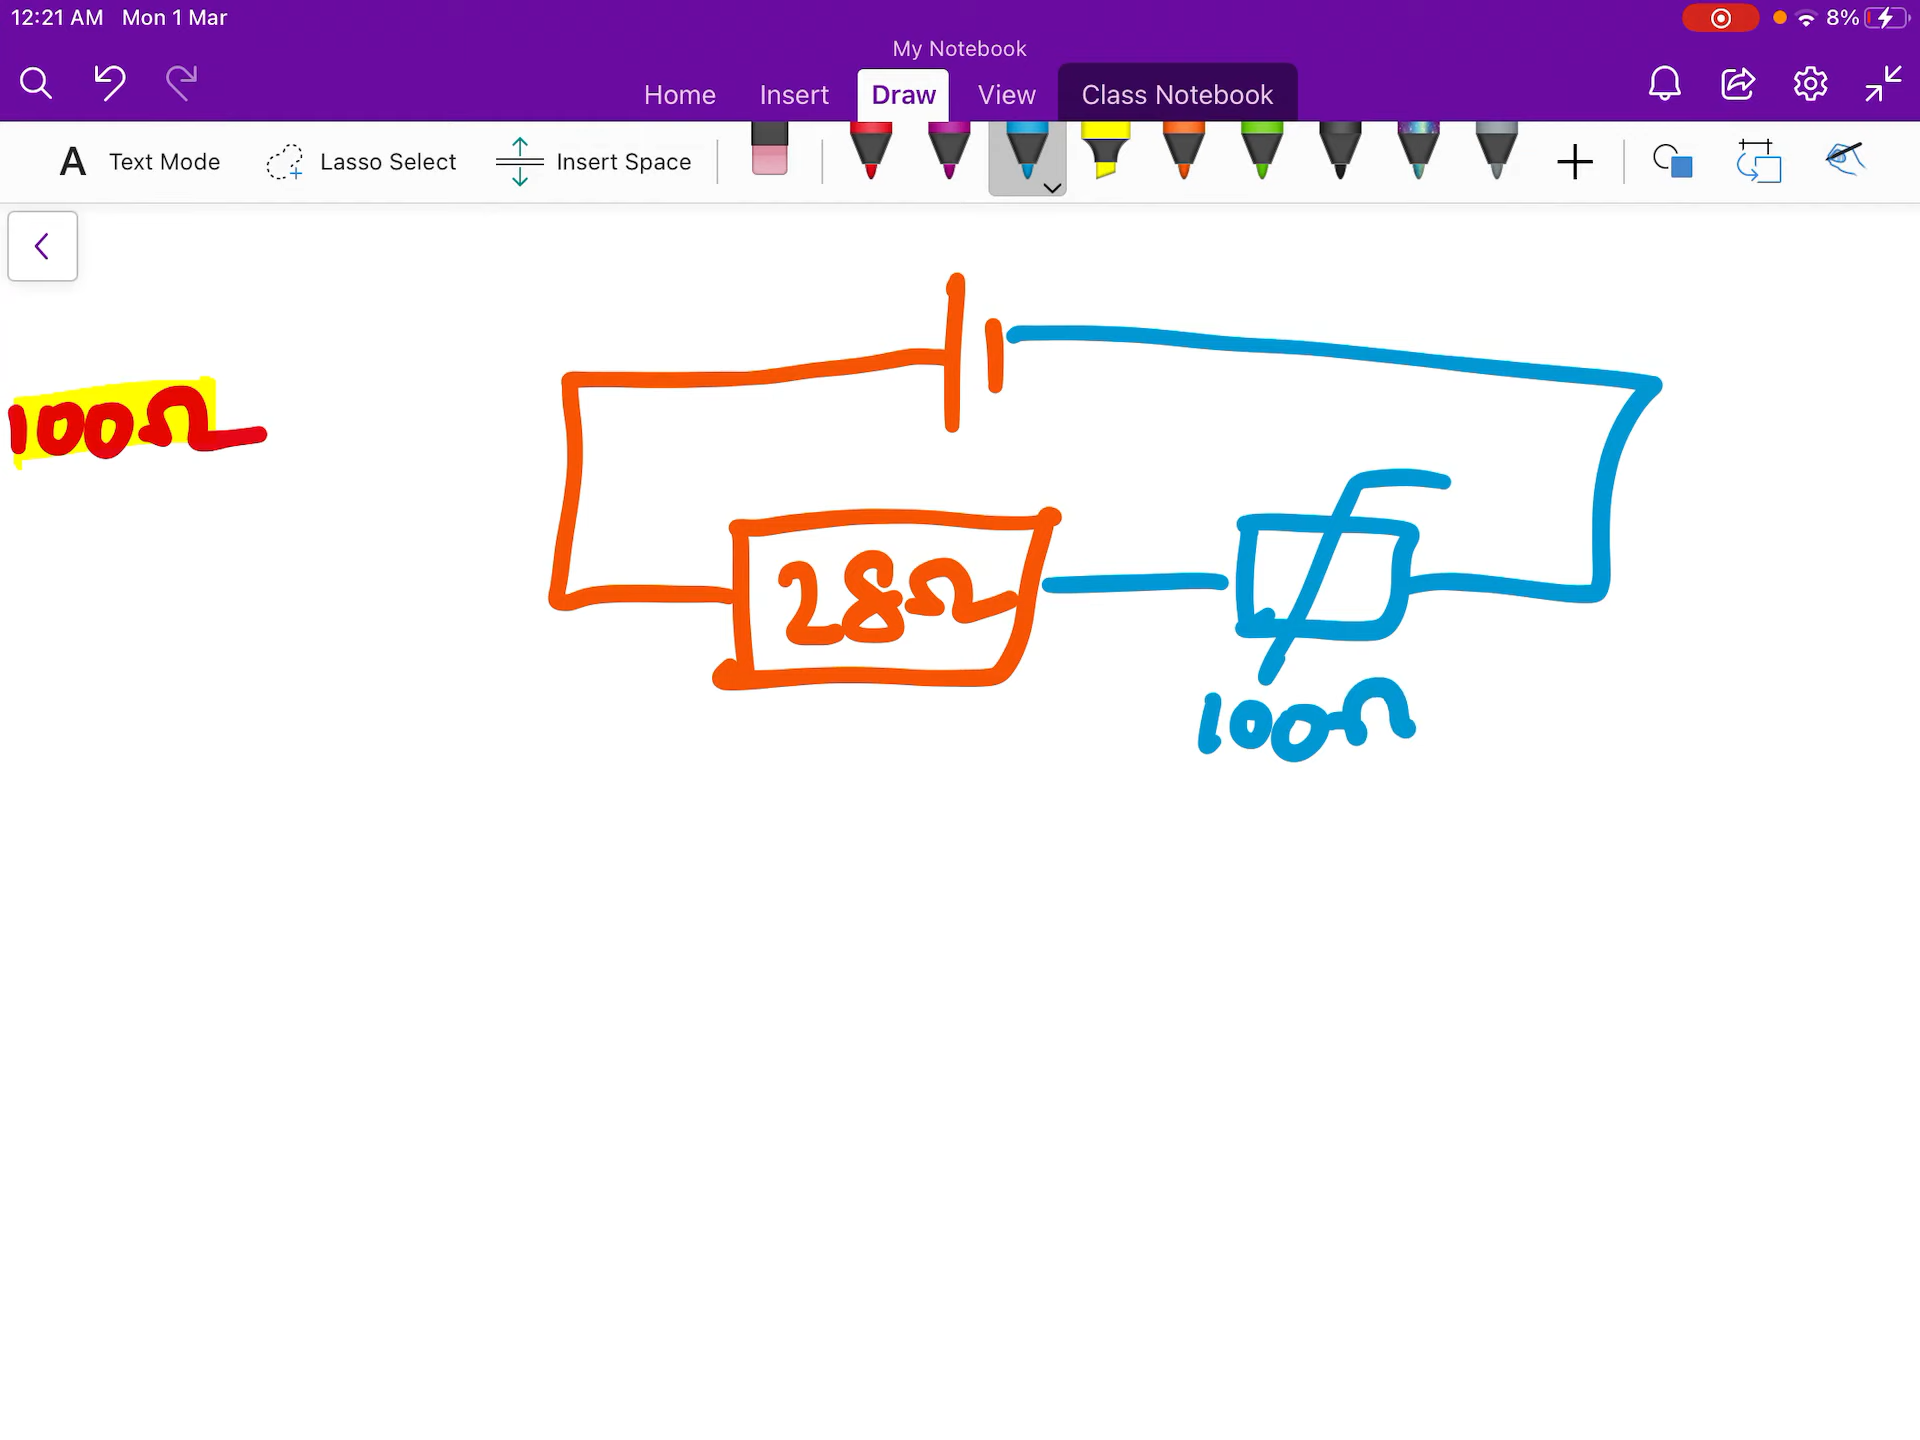 12:21 AM Mon 1 Mar
8%
My Notebook
Home Insert Draw View Class Notebook
A Text Mode Lasso Select Insert Space
100Ω
28Ω
100Ω